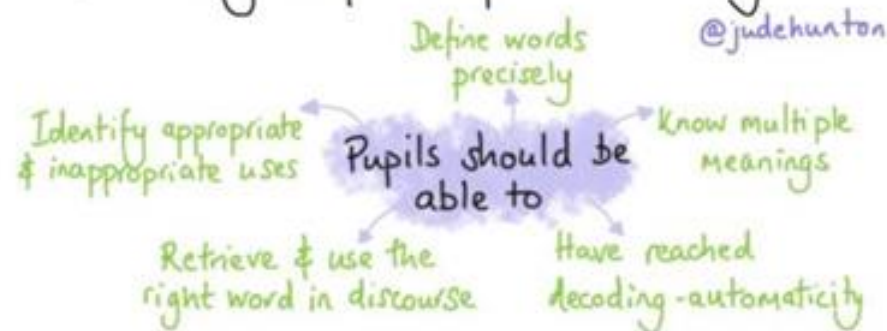 @judehunton
Define words
precisely
Identify appropriate
& inappropriate uses
Pupils should be
able to
Know multiple
meanings
Retrieve & use the
right word in discourse
Have reached
decoding-automaticity